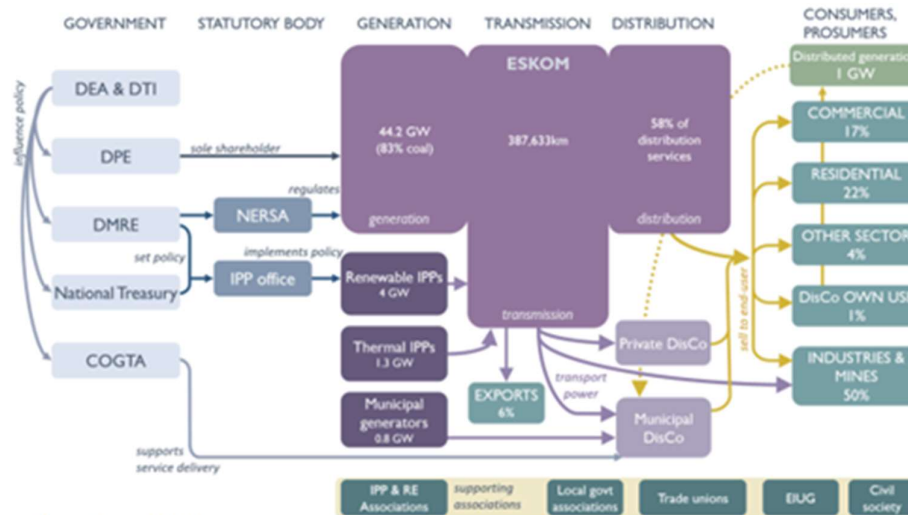 GOVERNMENT
STATUTORY BODY
GENERATION
TRANSMISSION
DISTRIBUTION
CONSUMERS,
PROSUMERS
ESKOM
Distributed generation
1 GW
influence policy
DEA & DTI
DPE
sole shareholder
44.2 GW
(83% coal)
387,633km
58% of
distribution
services
COMMERCIAL
17%
RESIDENTIAL
22%
regulates
DMRE
NERSA
generation
distribution
set policy
implements policy
OTHER SECTOR
4%
National Treasury
IPP office
Renewable IPPs
4 GW
transmission
sell to end-user
DisCo OWN USE
1%
COGTA
Thermal IPPs
1.3 GW
Private DisCo
INDUSTRIES &
MINES
50%
EXPORTS
6%
transport
power
Municipal
generators
0.8 GW
Municipal
DisCo
supports
service delivery
IPP & RE
Associations
supporting
associations
Local govt
associations
Trade unions
EIUG
Civil
society